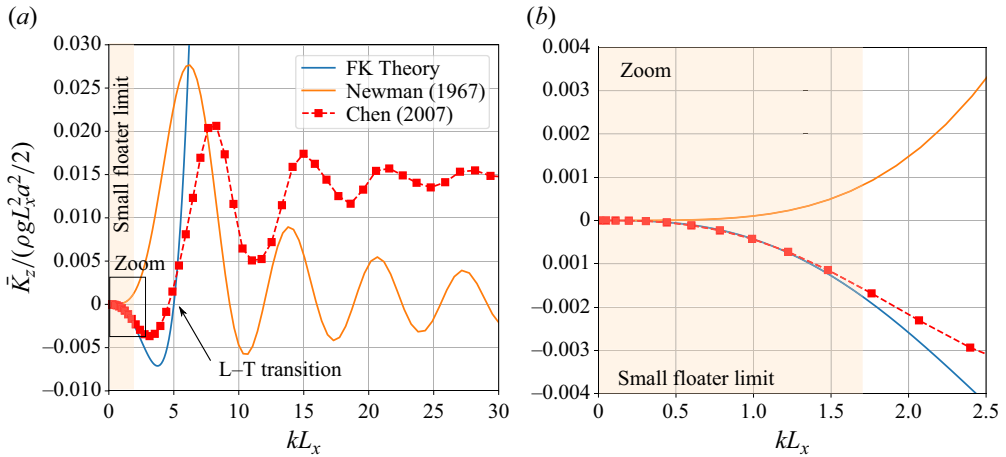 (a)
0.030
0.025
0.020
0.015
0.010
0.005
0
–0.005
–0.010
K̄z/(ρgLx²a²/2)
Small floater limit
Zoom
FK Theory
Newman (1967)
Chen (2007)
L–T transition
0 5 10 15 20 25 30
kLx
(b)
0.004
0.003
0.002
0.001
0
–0.001
–0.002
–0.003
–0.004
Zoom
Small floater limit
0 0.5 1.0 1.5 2.0 2.5
kLx